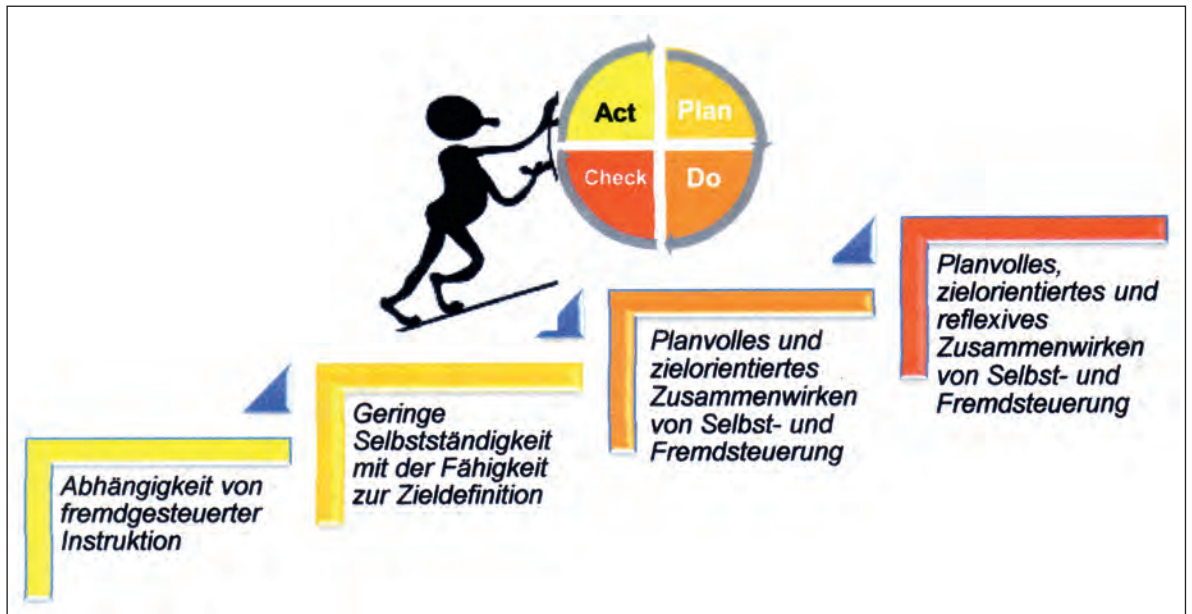 Act
Plan
Check
Do
Abhängigkeit von
fremdgesteuerter
Instruktion
Geringe
Selbstständigkeit
mit der Fähigkeit
zur Zieldefinition
Planvolles und
zielorientiertes
Zusammenwirken
von Selbst- und
Fremdsteuerung
Planvolles,
zielorientiertes und
reflexives
Zusammenwirken
von Selbst- und
Fremdsteuerung